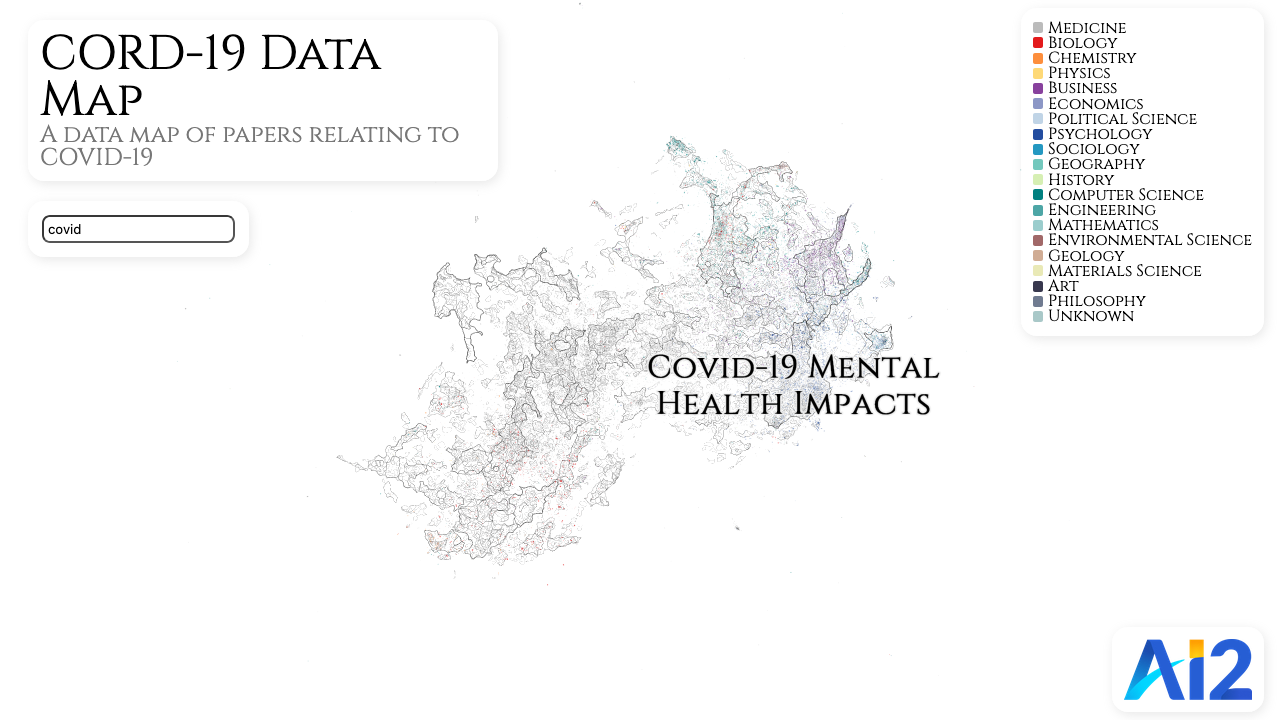 CORD-19 Data
Map
A data map of papers relating to
COVID-19
covid
Medicine
Biology
Chemistry
Physics
Business
Economics
Political Science
Psychology
Sociology
Geography
History
Computer Science
Engineering
Mathematics
Environmental Science
Geology
Materials Science
Art
Philosophy
Unknown
Covid-19 Mental
Health Impacts
Ai2